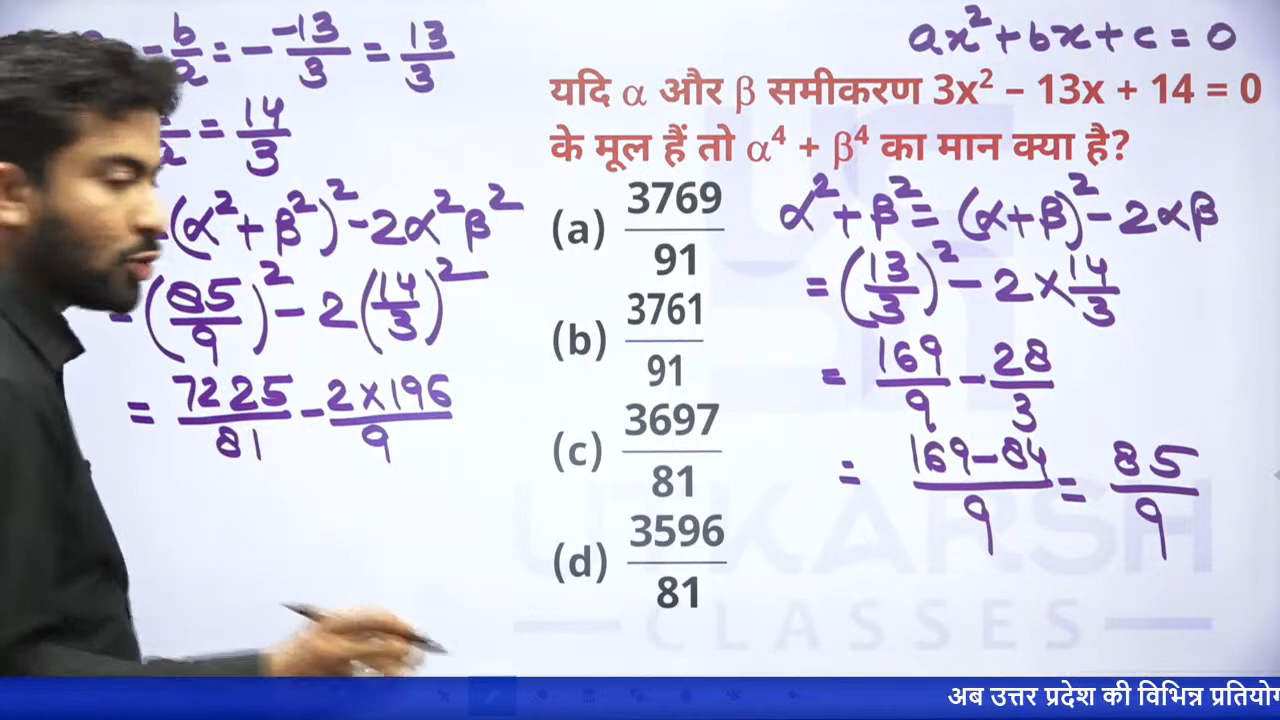 -b/a = -(-13)/3 = 13/3
/a = 14/3
(α²+β²)²-2α²β²
= (85/9)² - 2(14/3)²
= 7225/81 - 2×196/9
ax²+bx+c=0
यदि α और β समीकरण 3x² – 13x + 14 = 0
के मूल हैं तो α⁴ + β⁴ का मान क्या है?
(a) 3769/91
(b) 3761/91
(c) 3697/81
(d) 3596/81
α²+β²= (α+β)²-2αβ
= (13/3)² - 2×14/3
= 169/9 - 28/3
= 169-84/9 = 85/9
UTKARSH
CLASSES
अब उत्तर प्रदेश की विभिन्न